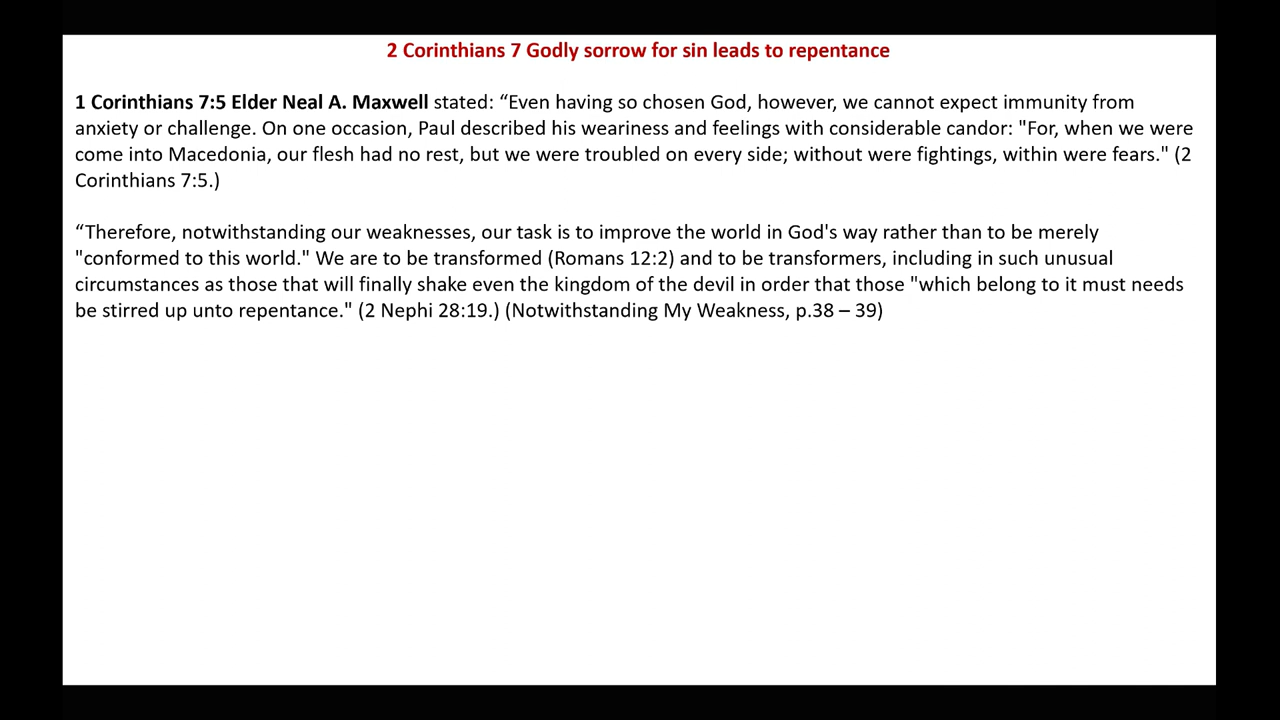 2 Corinthians 7 Godly sorrow for sin leads to repentance
1 Corinthians 7:5 Elder Neal A. Maxwell stated: “Even having so chosen God, however, we cannot expect immunity from
anxiety or challenge. On one occasion, Paul described his weariness and feelings with considerable candor: "For, when we were
come into Macedonia, our flesh had no rest, but we were troubled on every side; without were fightings, within were fears." (2
Corinthians 7:5.)
“Therefore, notwithstanding our weaknesses, our task is to improve the world in God's way rather than to be merely
"conformed to this world." We are to be transformed (Romans 12:2) and to be transformers, including in such unusual
circumstances as those that will finally shake even the kingdom of the devil in order that those "which belong to it must needs
be stirred up unto repentance." (2 Nephi 28:19.) (Notwithstanding My Weakness, p.38 – 39)